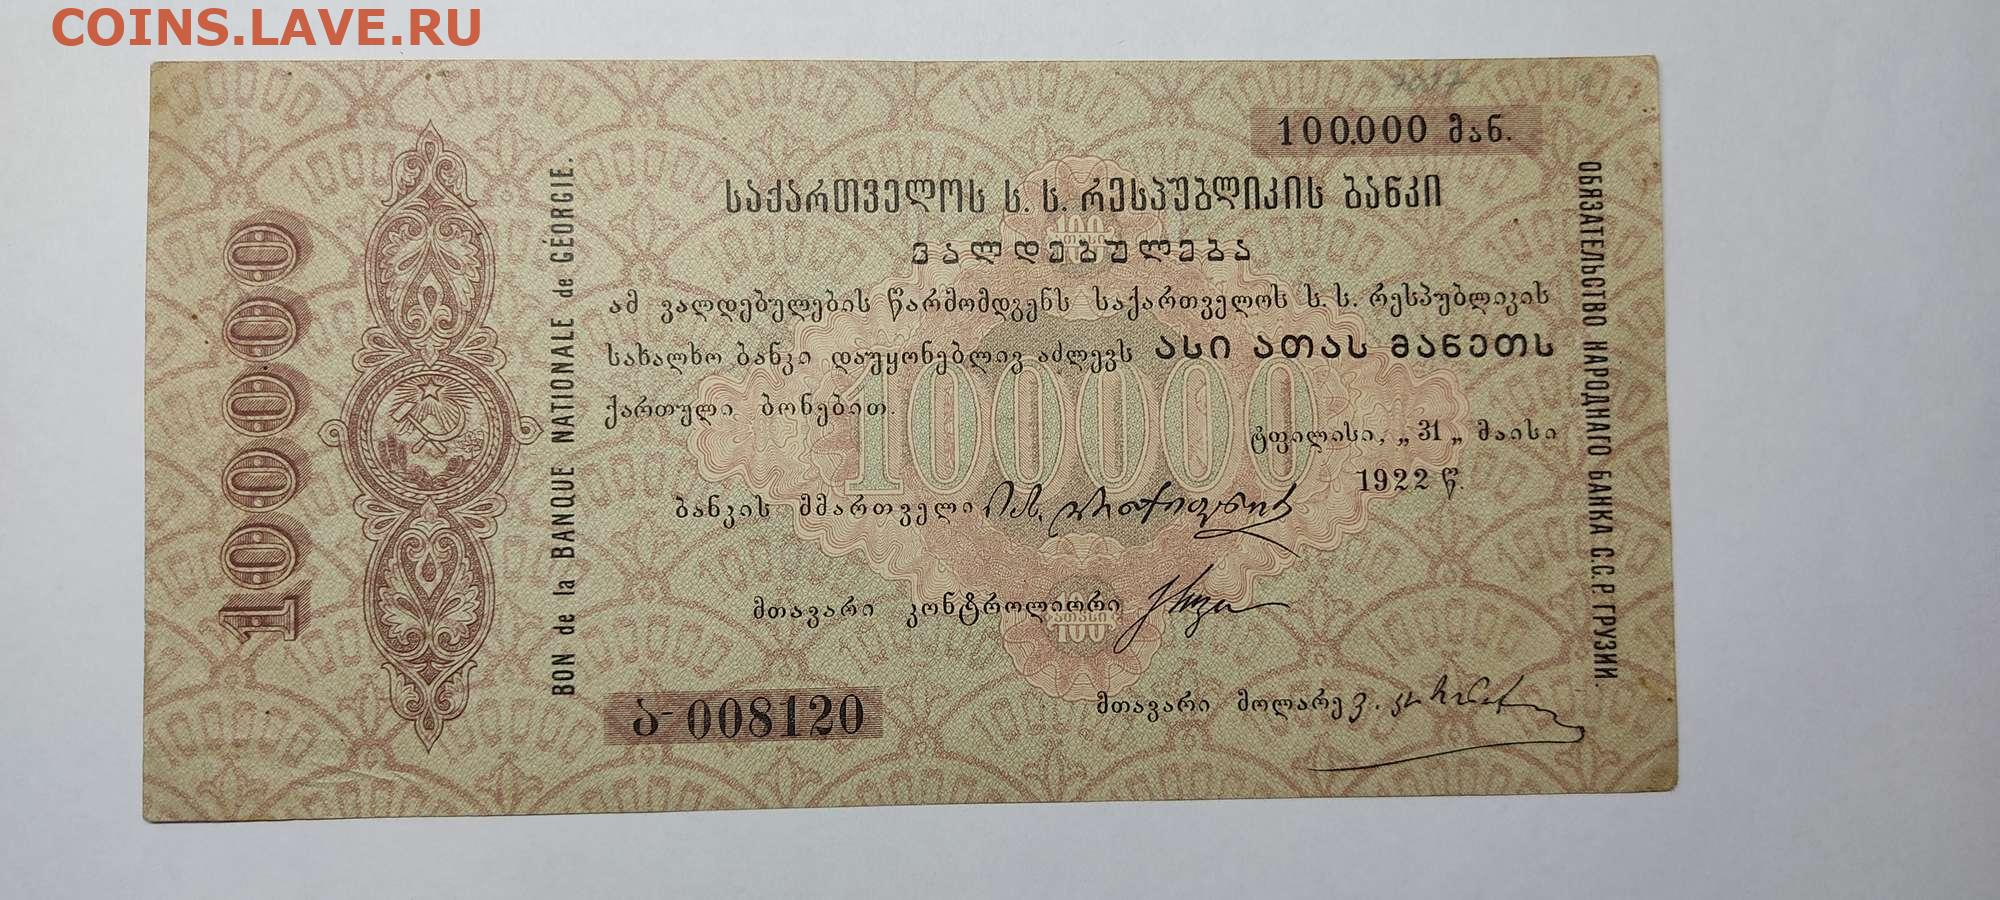 COINS.LAVE.RU
100.000 მან.
საქართველოს ს. ს. რესპუბლიკის ბანკი
ვალდებულება
ამ ვალდებულების წარმომდგენს საქართველოს ს. ს. რესპუბლიკის
სახალხო ბანკი დაუყონებლივ აძლევს ასი ათას მანეთს
ქართული ბონებით.
100000
ტფილისი, „31„ მაისი
1922 წ.
ბანკის მმართველი
მთავარი კონტროლიორი
მთავარი მოლარე
ა-008120
100000
BON de la BANQUE NATIONALE de GÉORGIE.
ОБЯЗАТЕЛЬСТВО НАРОДНАГО БАНКА С.С.Р. ГРУЗИИ.